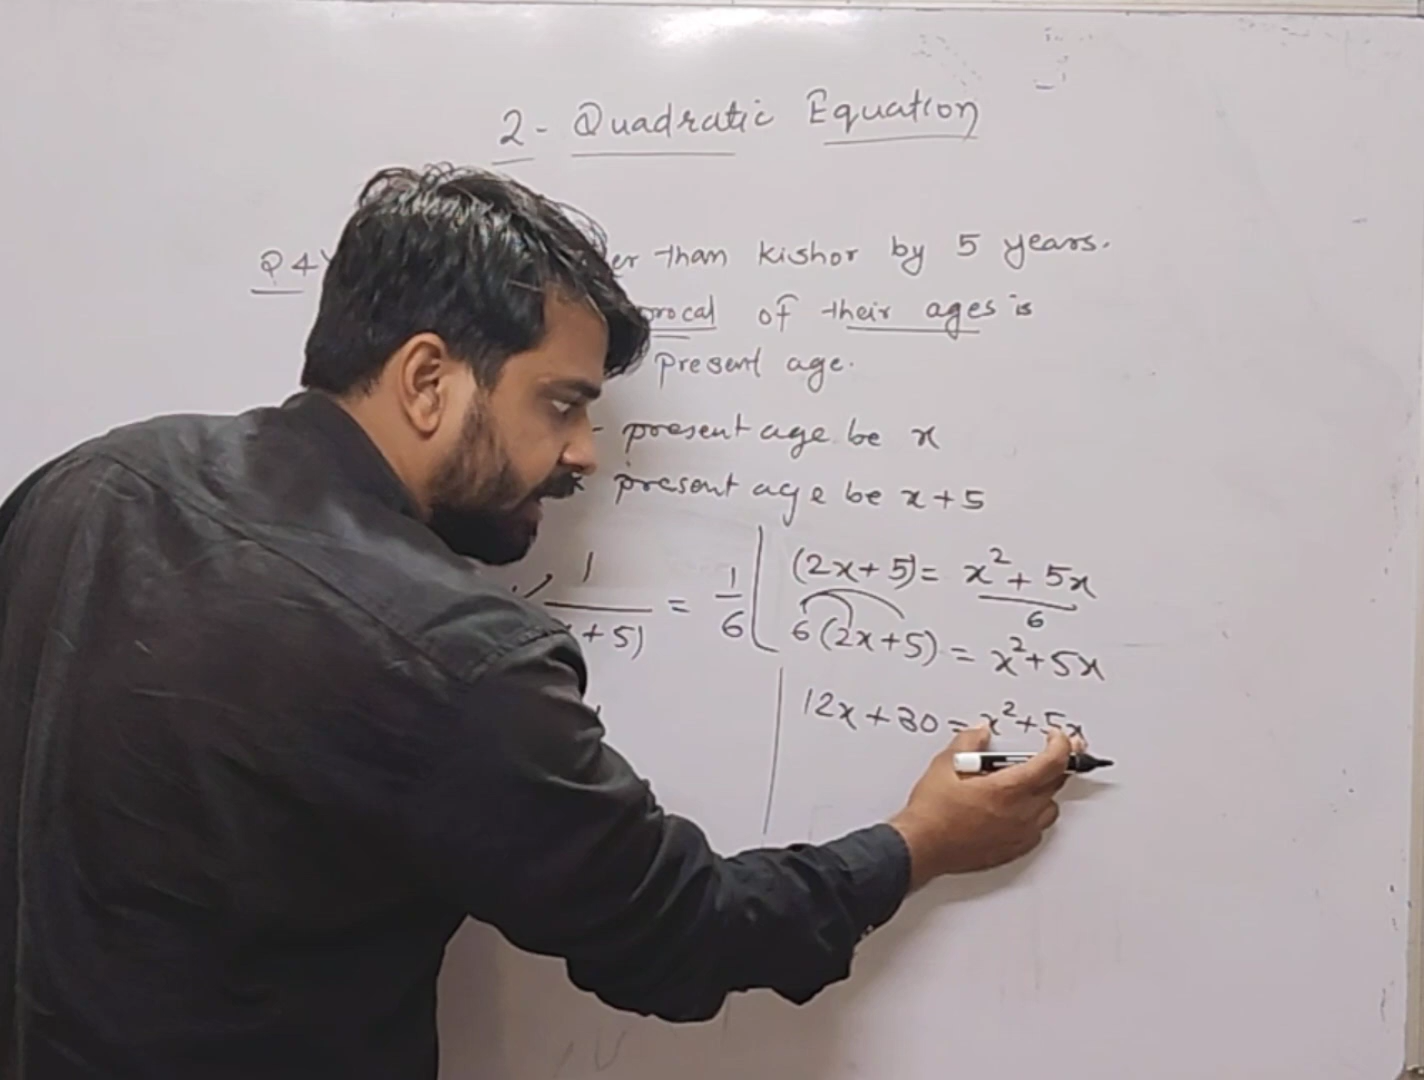 2 - Quadratic Equation
Q4
er than kishor by 5 years.
procal of their ages is
present age.
present age be x
present age be x+5
1/(x+5) = 1/6
(2x+5) = (x²+5x)/6
6(2x+5) = x²+5x
12x+30 = x²+5x